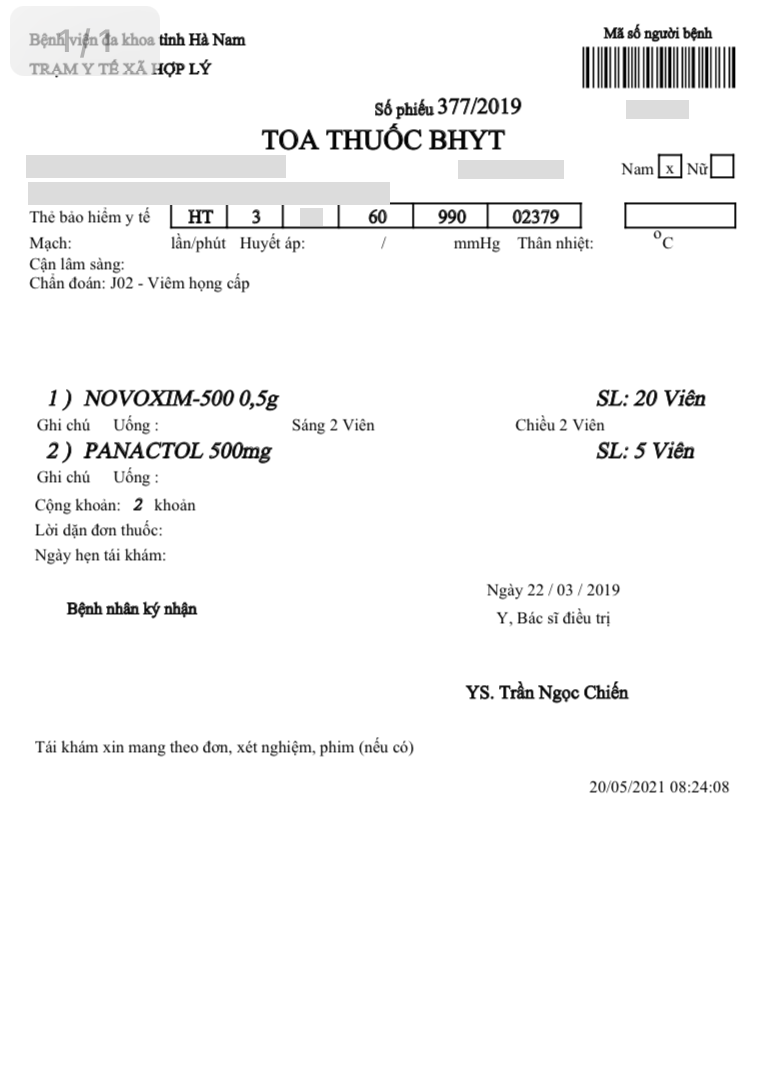 Bệnh viện đa khoa tỉnh Hà Nam
1/1
TRẠM Y TẾ XÃ HỢP LÝ
Mã số người bệnh
Số phiếu 377/2019
TOA THUỐC BHYT
Nam x Nữ
Thẻ bảo hiểm y tế HT 3 60 990 02379
Mạch: lần/phút Huyết áp: / mmHg Thân nhiệt: oC
Cận lâm sàng:
Chẩn đoán: J02 - Viêm họng cấp
1 ) NOVOXIM-500 0,5g SL: 20 Viên
Ghi chú Uống : Sáng 2 Viên Chiều 2 Viên
2 ) PANACTOL 500mg SL: 5 Viên
Ghi chú Uống :
Cộng khoản: 2 khoản
Lời dặn đơn thuốc:
Ngày hẹn tái khám:
Ngày 22 / 03 / 2019
Bệnh nhân ký nhận
Y, Bác sĩ điều trị
YS. Trần Ngọc Chiến
Tái khám xin mang theo đơn, xét nghiệm, phim (nếu có)
20/05/2021 08:24:08